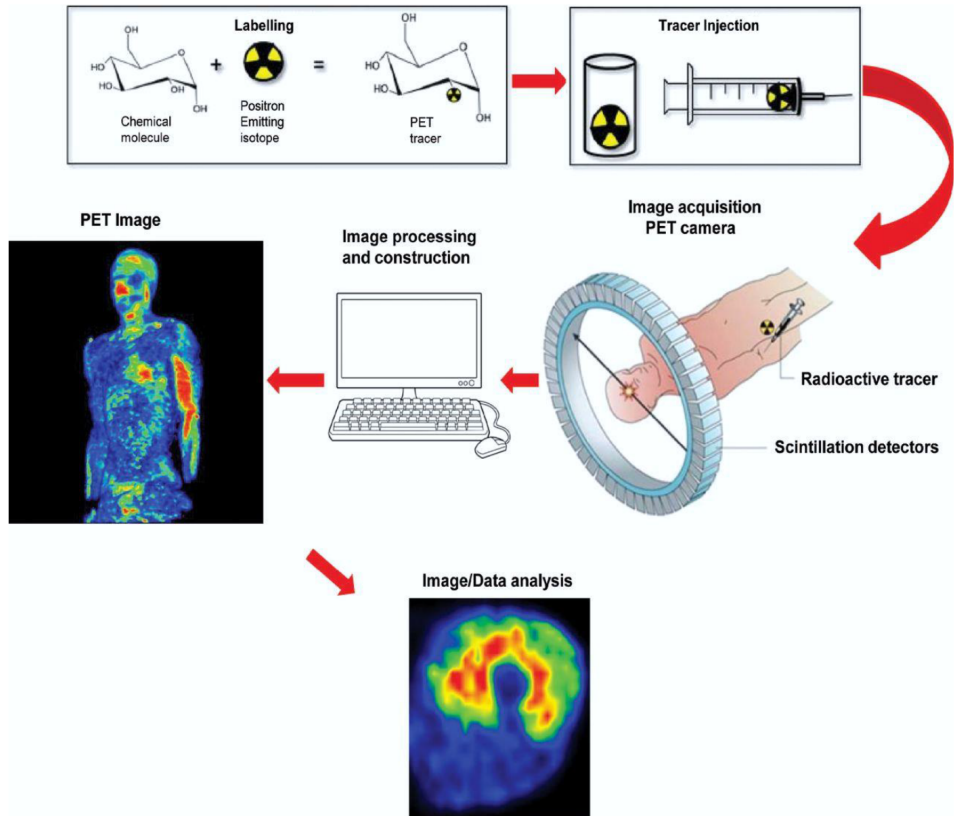 Labelling
OH
HO
HO
O
OH
OH
+
=
OH
HO
HO
O
OH
Chemical
molecule
Positron
Emitting
isotope
PET
tracer
Tracer Injection
PET Image
Image processing
and construction
Image acquisition
PET camera
Radioactive tracer
Scintillation detectors
Image/Data analysis